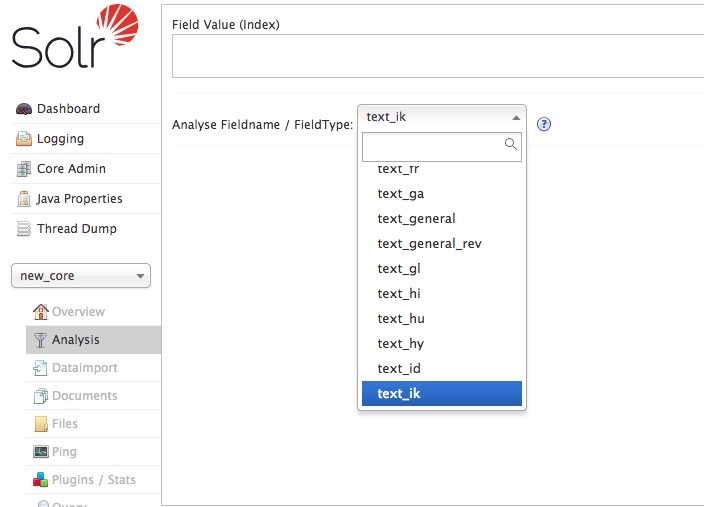 Solr
Dashboard
Logging
Core Admin
Java Properties
Thread Dump
new_core
Overview
Analysis
Dataimport
Documents
Files
Ping
Plugins / Stats
Query
Field Value (Index)
Analyse Fieldname / FieldType:
text_ik
?
text_fr
text_ga
text_general
text_general_rev
text_gl
text_hi
text_hu
text_hy
text_id
text_ik